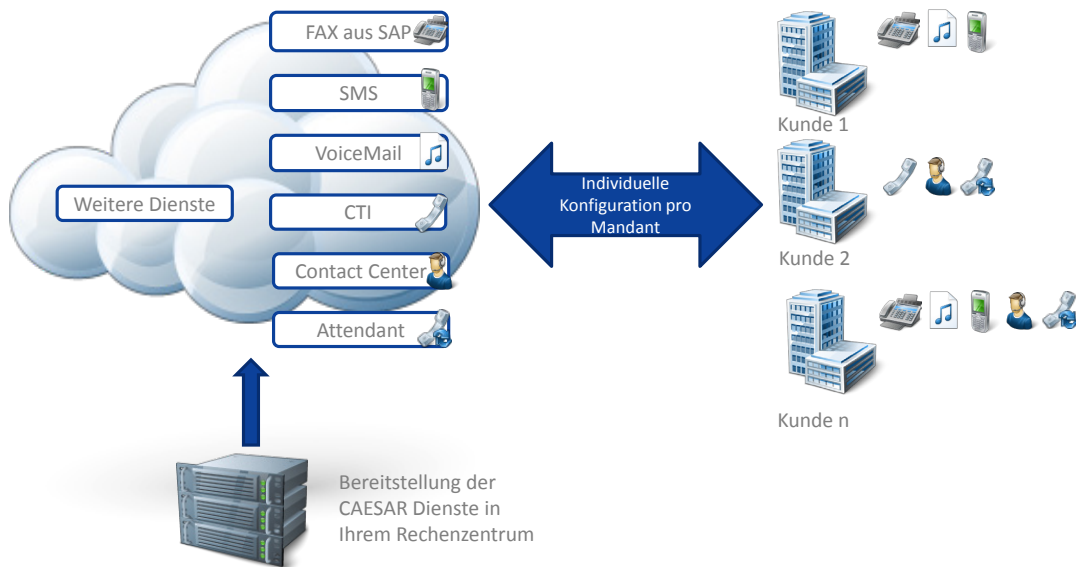 FAX aus SAP
SMS
VoiceMail
Weitere Dienste
CTI
Contact Center
Attendant
Individuelle
Konfiguration pro
Mandant
Kunde 1
Kunde 2
Kunde n
Bereitstellung der
CAESAR Dienste in
Ihrem Rechenzentrum